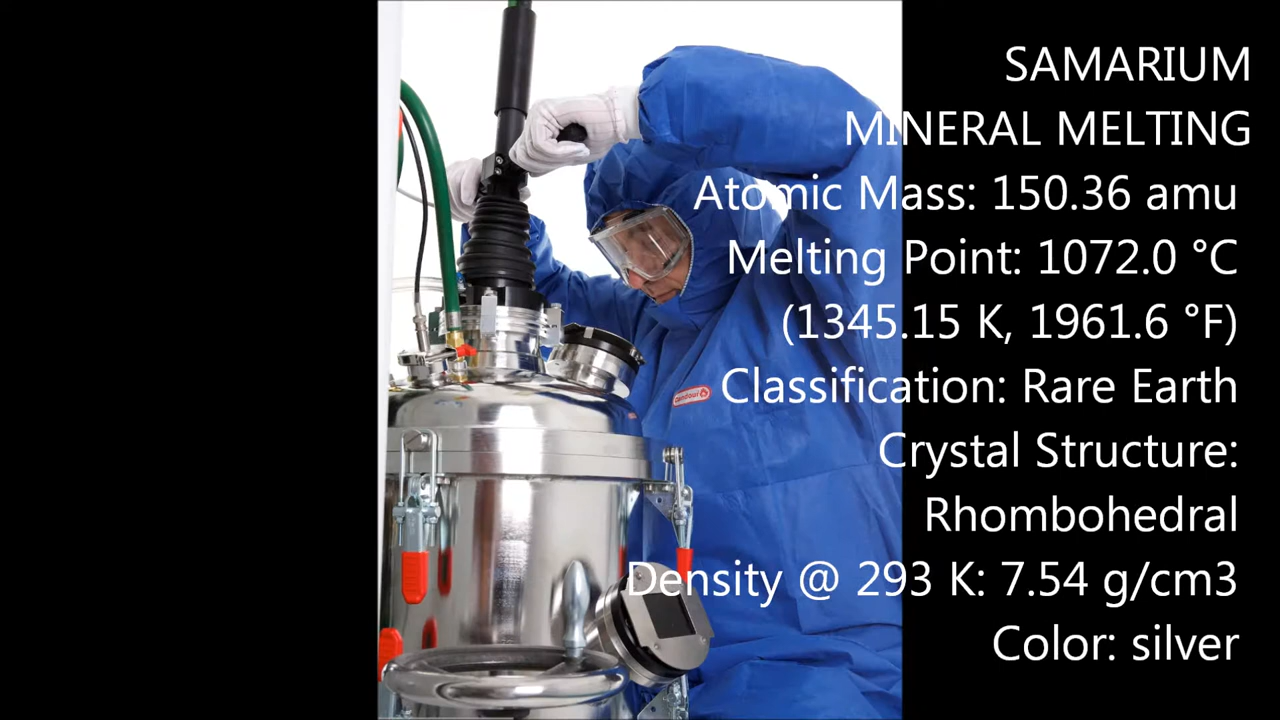 SAMARIUM
MINERAL MELTING
Atomic Mass: 150.36 amu
Melting Point: 1072.0 °C
(1345.15 K, 1961.6 °F)
Classification: Rare Earth
Crystal Structure:
Rhombohedral
Density @ 293 K: 7.54 g/cm3
Color: silver